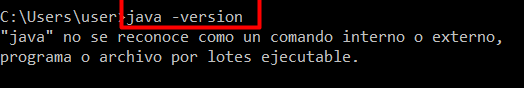 C:\Users\user>java -version
"java" no se reconoce como un comando interno o externo,
programa o archivo por lotes ejecutable.